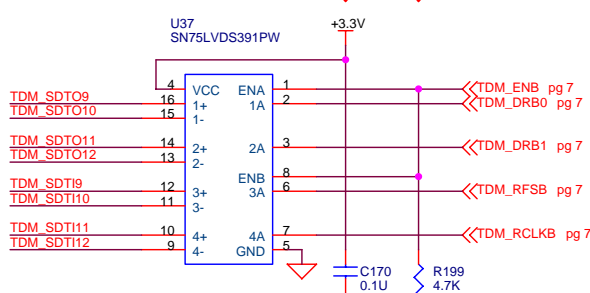 U37
SN75LVDS391PW
+3.3V
4 VCC ENA 1 TDM_ENB pg 7
TDM_SDTO9 16 1+ 1A 2 TDM_DRB0 pg 7
TDM_SDTO10 15 1-
TDM_SDTO11 14 2+ 2A 3 TDM_DRB1 pg 7
TDM_SDTO12 13 2-
ENB 8
TDM_SDTI9 12 3+ 3A 6 TDM_RFSB pg 7
TDM_SDTI10 11 3-
TDM_SDTI11 10 4+ 4A 7 TDM_RCLKB pg 7
TDM_SDTI12 9 4- GND 5
C170 R199
0.1U 4.7K